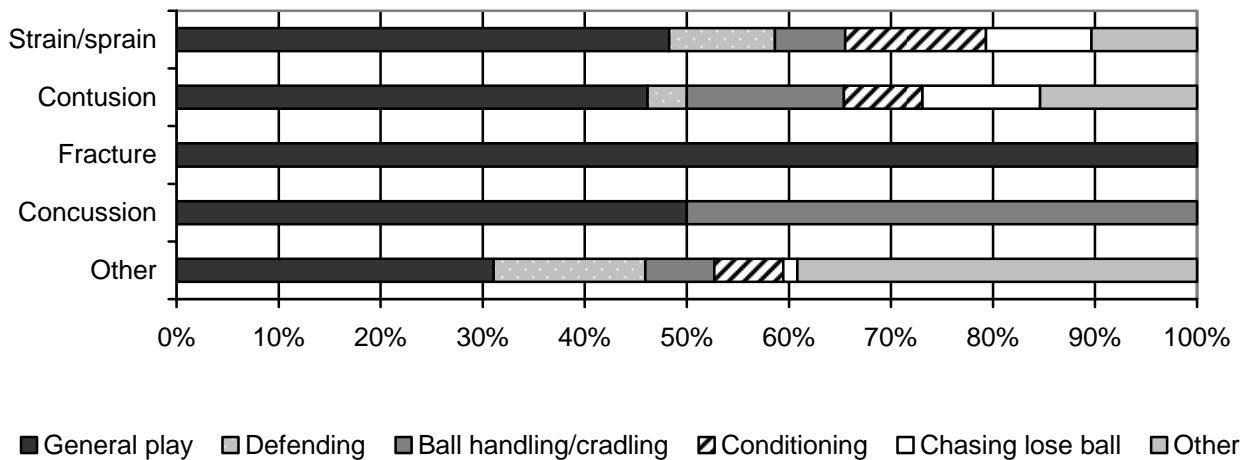 Strain/sprain
Contusion
Fracture
Concussion
Other
0% 10% 20% 30% 40% 50% 60% 70% 80% 90% 100%
General play Defending Ball handling/cradling Conditioning Chasing lose ball Other